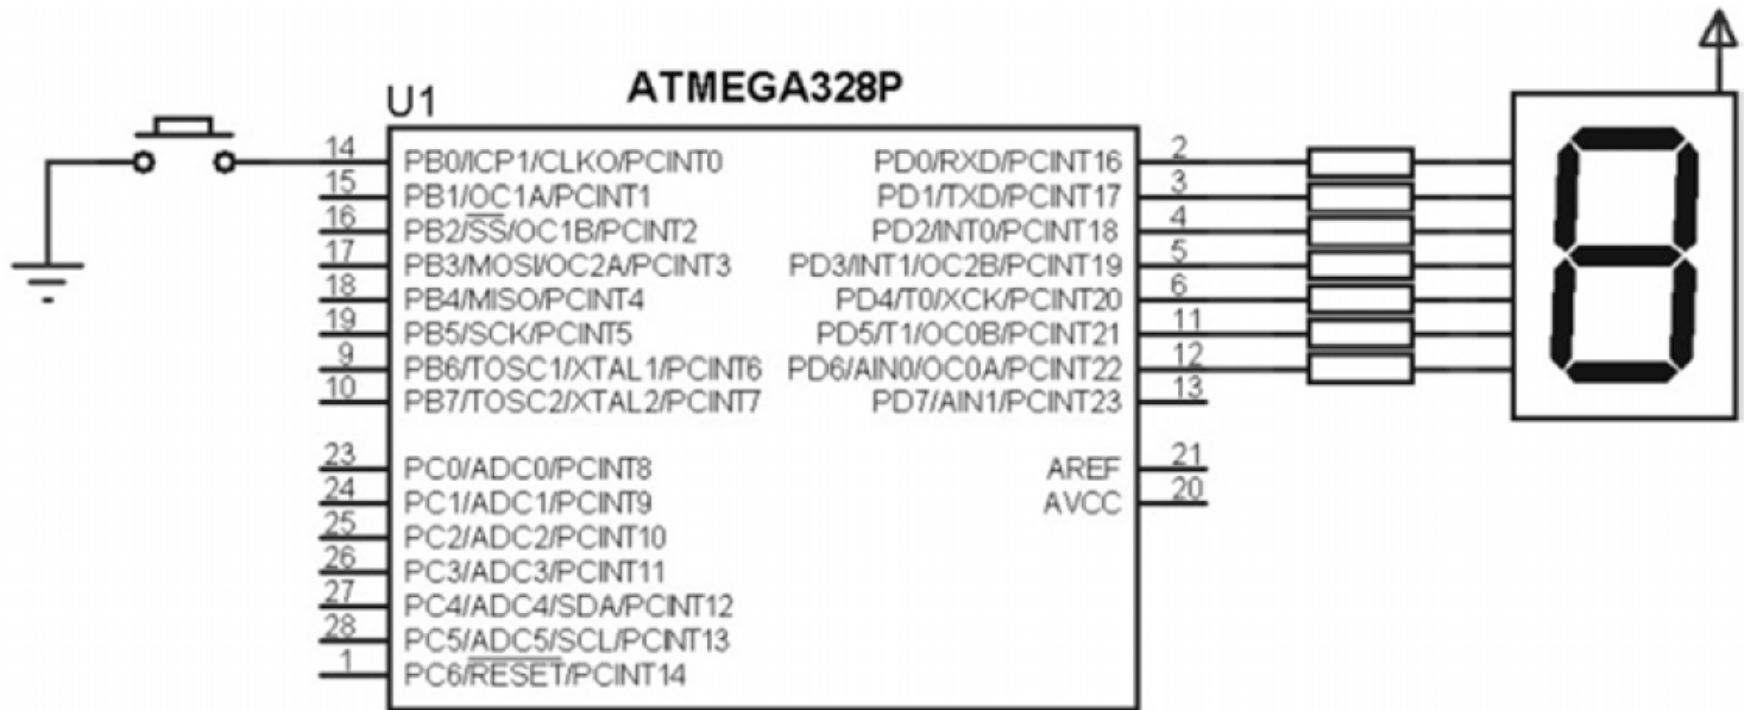 ATMEGA328P
U1
14 PB0/ICP1/CLKO/PCINT0 PD0/RXD/PCINT16 2
15 PB1/OC1A/PCINT1 PD1/TXD/PCINT17 3
16 PB2/SS/OC1B/PCINT2 PD2/INT0/PCINT18 4
17 PB3/MOSI/OC2A/PCINT3 PD3/INT1/OC2B/PCINT19 5
18 PB4/MISO/PCINT4 PD4/T0/XCK/PCINT20 6
19 PB5/SCK/PCINT5 PD5/T1/OC0B/PCINT21 11
9 PB6/TOSC1/XTAL1/PCINT6 PD6/AIN0/OC0A/PCINT22 12
10 PB7/TOSC2/XTAL2/PCINT7 PD7/AIN1/PCINT23 13
23 PC0/ADC0/PCINT8 AREF 21
24 PC1/ADC1/PCINT9 AVCC 20
25 PC2/ADC2/PCINT10
26 PC3/ADC3/PCINT11
27 PC4/ADC4/SDA/PCINT12
28 PC5/ADC5/SCL/PCINT13
1 PC6/RESET/PCINT14